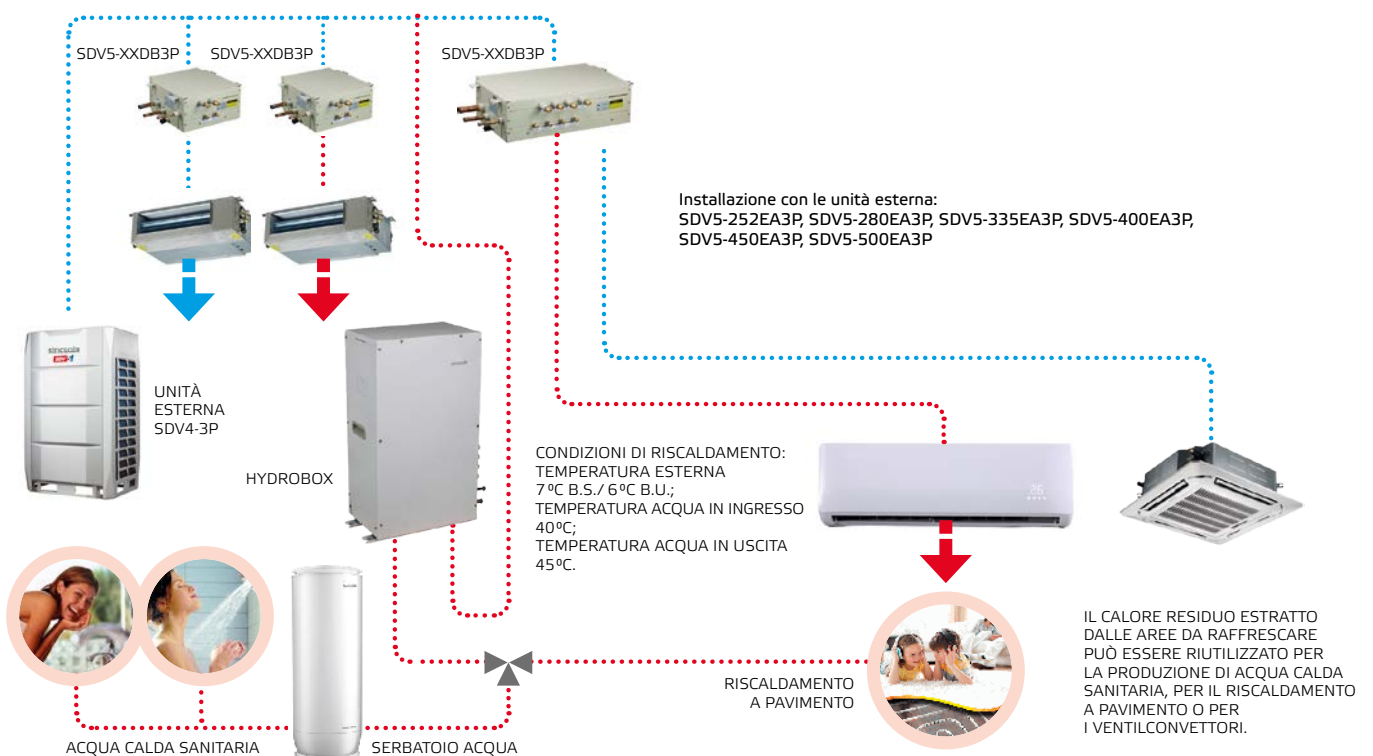 SDV5-XXDB3P
SDV5-XXDB3P
SDV5-XXDB3P
Installazione con le unità esterna:
SDV5-252EA3P, SDV5-280EA3P, SDV5-335EA3P, SDV5-400EA3P,
SDV5-450EA3P, SDV5-500EA3P
UNITÀ
ESTERNA
SDV4-3P
HYDROBOX
CONDIZIONI DI RISCALDAMENTO:
TEMPERATURA ESTERNA
7ºC B.S./ 6ºC B.U.;
TEMPERATURA ACQUA IN INGRESSO
40ºC;
TEMPERATURA ACQUA IN USCITA
45ºC.
26
RISCALDAMENTO
A PAVIMENTO
IL CALORE RESIDUO ESTRATTO
DALLE AREE DA RAFFRESCARE
PUÒ ESSERE RIUTILIZZATO PER
LA PRODUZIONE DI ACQUA CALDA
SANITARIA, PER IL RISCALDAMENTO
A PAVIMENTO O PER
I VENTILCONVETTORI.
ACQUA CALDA SANITARIA
SERBATOIO ACQUA